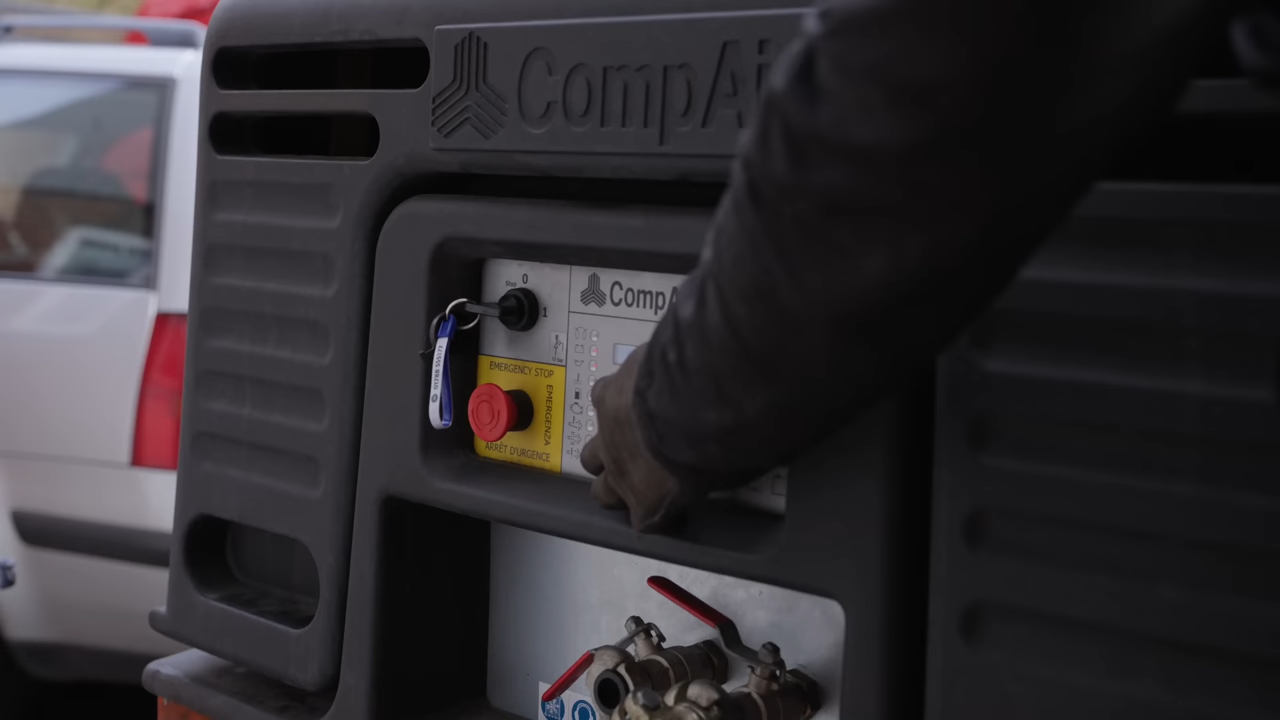 CompAi
0
Stop
1
CompA
EMERGENCY STOP
EMERGENZA
ARRÊT D'URGENCE